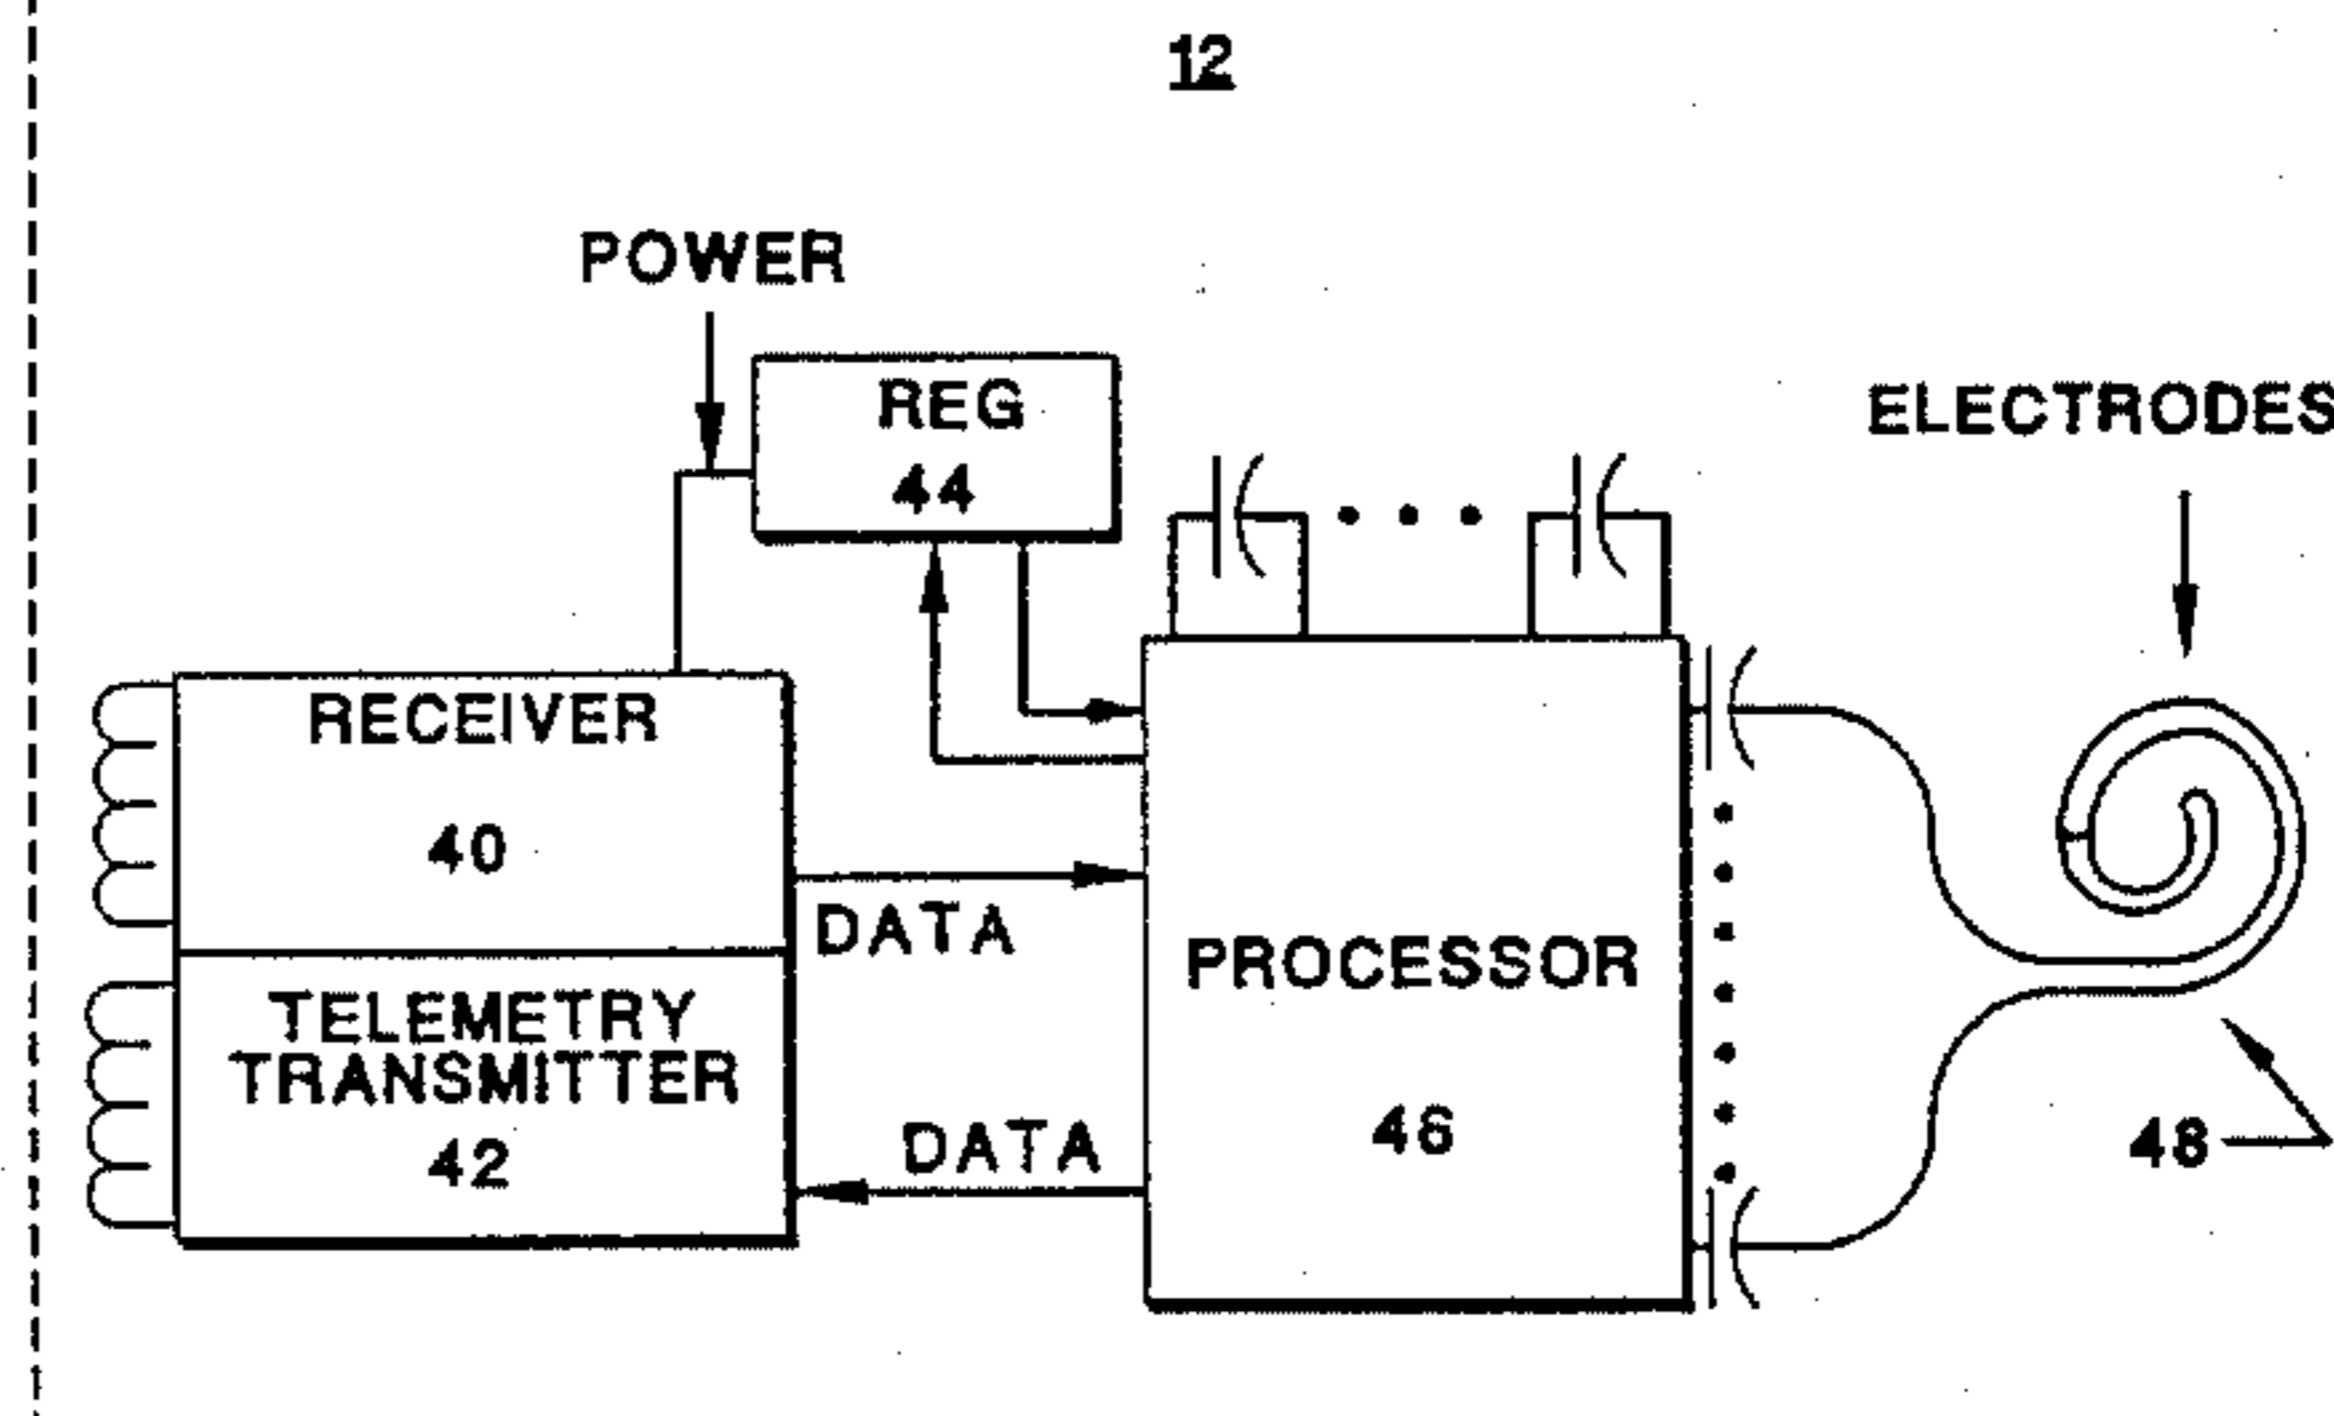 12
POWER
REG
44
ELECTRODES
RECEIVER
40
DATA
PROCESSOR
TELEMETRY
TRANSMITTER
42
DATA
46
48